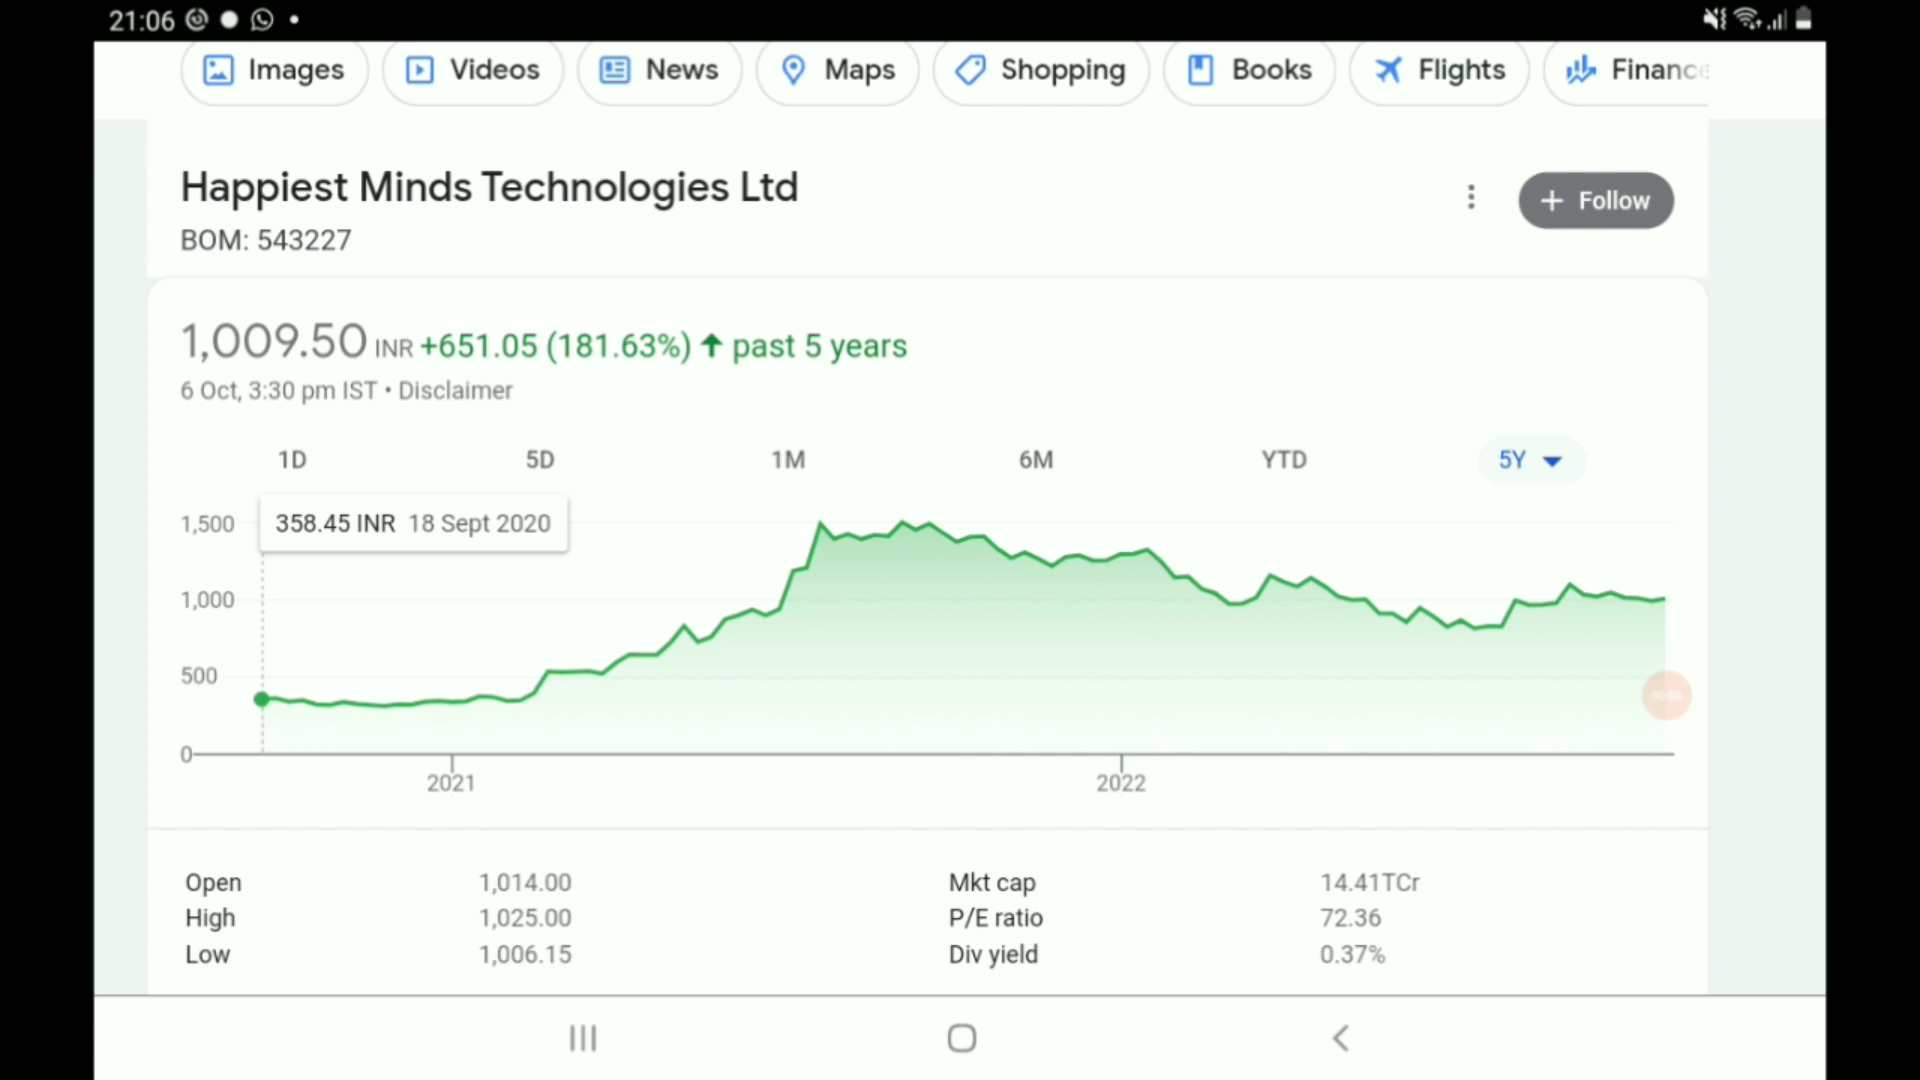 21:06
Images Videos News Maps Shopping Books Flights Finance
Happiest Minds Technologies Ltd
+ Follow
BOM: 543227
1,009.50 INR +651.05 (181.63%) ↑ past 5 years
6 Oct, 3:30 pm IST • Disclaimer
1D 5D 1M 6M YTD 5Y
358.45 INR 18 Sept 2020
1,500
1,000
500
0
2021 2022
Open 1,014.00 Mkt cap 14.41TCr
High 1,025.00 P/E ratio 72.36
Low 1,006.15 Div yield 0.37%